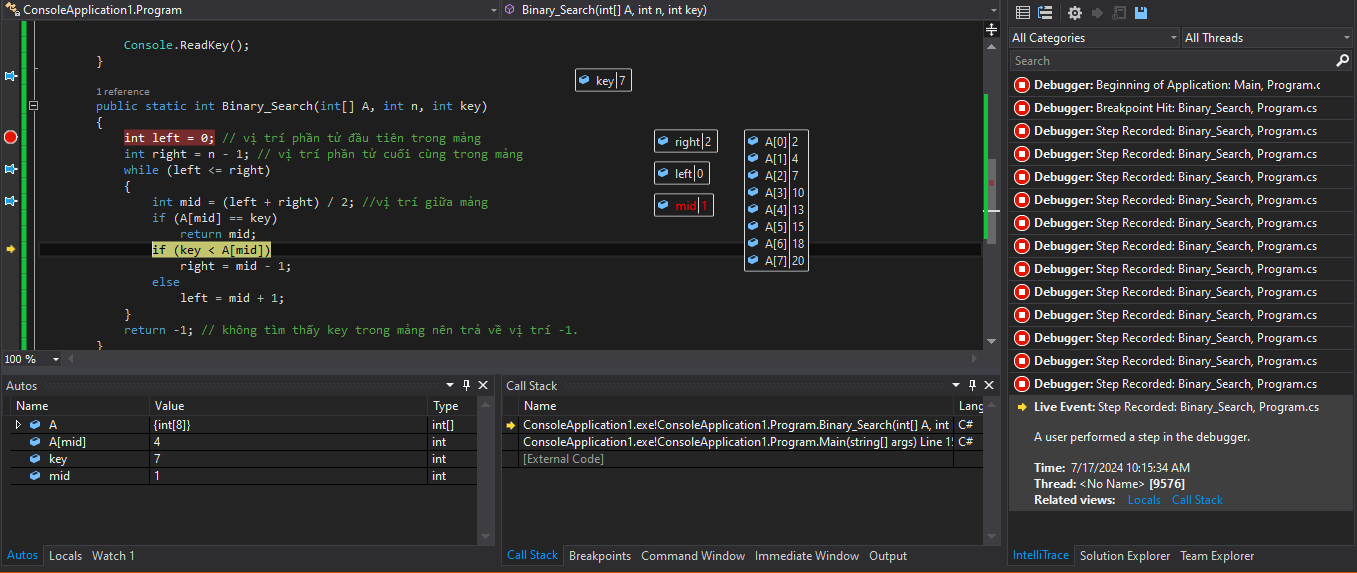 ConsoleApplication1.Program
Binary_Search(int[] A, int n, int key)
Console.ReadKey();
}
1 reference
public static int Binary_Search(int[] A, int n, int key)
{
int left = 0; // vị trí phần tử đầu tiên trong mảng
int right = n - 1; // vị trí phần tử cuối cùng trong mảng
while (left <= right)
{
int mid = (left + right) / 2; //vị trí giữa mảng
if (A[mid] == key)
return mid;
if (key < A[mid])
right = mid - 1;
else
left = mid + 1;
}
return -1; // không tìm thấy key trong mảng nên trả về vị trí -1.
}
key 7
right 2
left 0
mid 1
A[0] 2
A[1] 4
A[2] 7
A[3] 10
A[4] 13
A[5] 15
A[6] 18
A[7] 20
100 %
Autos
Name Value Type
A {int[8]} int[]
A[mid] 4 int
key 7 int
mid 1 int
Autos Locals Watch 1
Call Stack
Name Lang
ConsoleApplication1.exe!ConsoleApplication1.Program.Binary_Search(int[] A, int C#
ConsoleApplication1.exe!ConsoleApplication1.Program.Main(string[] args) Line 1 C#
[External Code]
Call Stack Breakpoints Command Window Immediate Window Output
All Categories All Threads
Search
Debugger: Beginning of Application: Main, Program.c
Debugger: Breakpoint Hit: Binary_Search, Program.cs
Debugger: Step Recorded: Binary_Search, Program.cs
Debugger: Step Recorded: Binary_Search, Program.cs
Debugger: Step Recorded: Binary_Search, Program.cs
Debugger: Step Recorded: Binary_Search, Program.cs
Debugger: Step Recorded: Binary_Search, Program.cs
Debugger: Step Recorded: Binary_Search, Program.cs
Debugger: Step Recorded: Binary_Search, Program.cs
Debugger: Step Recorded: Binary_Search, Program.cs
Debugger: Step Recorded: Binary_Search, Program.cs
Debugger: Step Recorded: Binary_Search, Program.cs
Debugger: Step Recorded: Binary_Search, Program.cs
Debugger: Step Recorded: Binary_Search, Program.cs
Live Event: Step Recorded: Binary_Search, Program.cs
A user performed a step in the debugger.
Time: 7/17/2024 10:15:34 AM
Thread: <No Name> [9576]
Related views: Locals Call Stack
IntelliTrace Solution Explorer Team Explorer